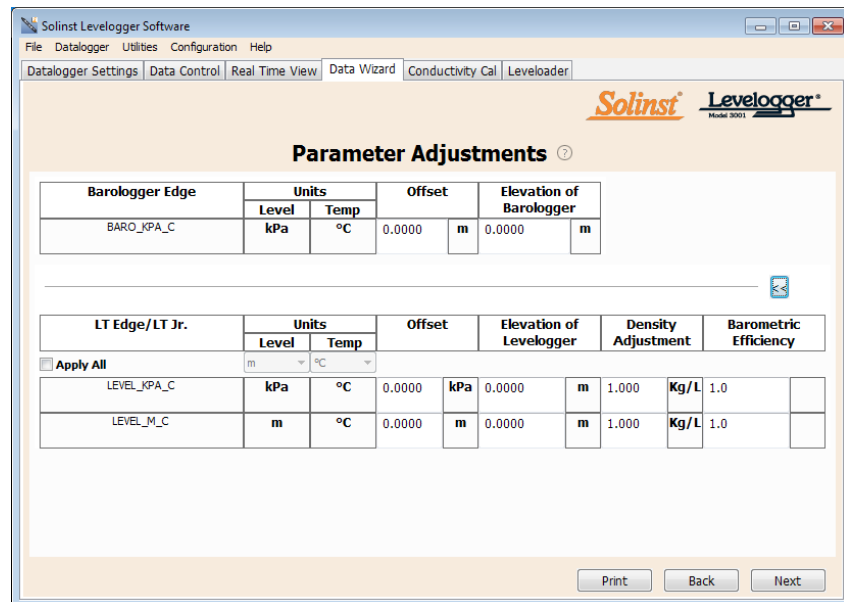 Solinst Levelogger Software
File Datalogger Utilities Configuration Help
Datalogger Settings Data Control Real Time View Data Wizard Conductivity Cal Leveloader
Solinst® Levelogger®
Model 3001
Parameter Adjustments ?
Barologger Edge Units Offset Elevation of Barologger
Level Temp
BARO_KPA_C kPa °C 0.0000 m 0.0000 m
<<
LT Edge/LT Jr. Units Offset Elevation of Levelogger Density Adjustment Barometric Efficiency
Level Temp
Apply All m °C
LEVEL_KPA_C kPa °C 0.0000 kPa 0.0000 m 1.000 Kg/L 1.0
LEVEL_M_C m °C 0.0000 m 0.0000 m 1.000 Kg/L 1.0
Print Back Next